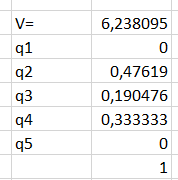 V= 6,238095
q1 0
q2 0,47619
q3 0,190476
q4 0,333333
q5 0
1